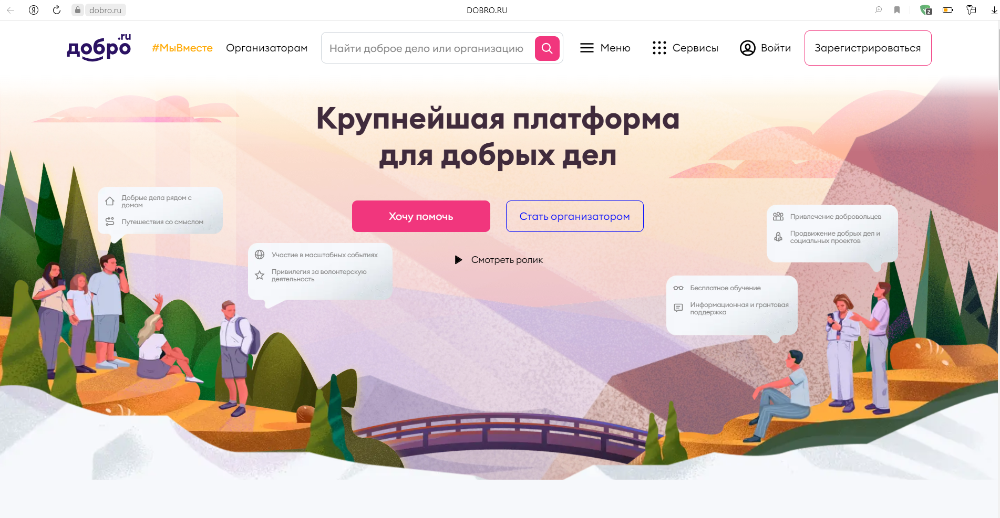 dobro.ru
DOBRO.RU
2
добро.ru
#МыВместе
Организаторам
Найти доброе дело или организацию
Меню
Сервисы
Войти
Зарегистрироваться
Крупнейшая платформа
для добрых дел
Хочу помочь
Стать организатором
Смотреть ролик
Добрые дела рядом с
домом
Путешествия со смыслом
Участие в масштабных событиях
Привилегия за волонтерскую
деятельность
Привлечение добровольцев
Продвижение добрых дел и
социальных проектов
Бесплатное обучение
Информационная и грантовая
поддержка